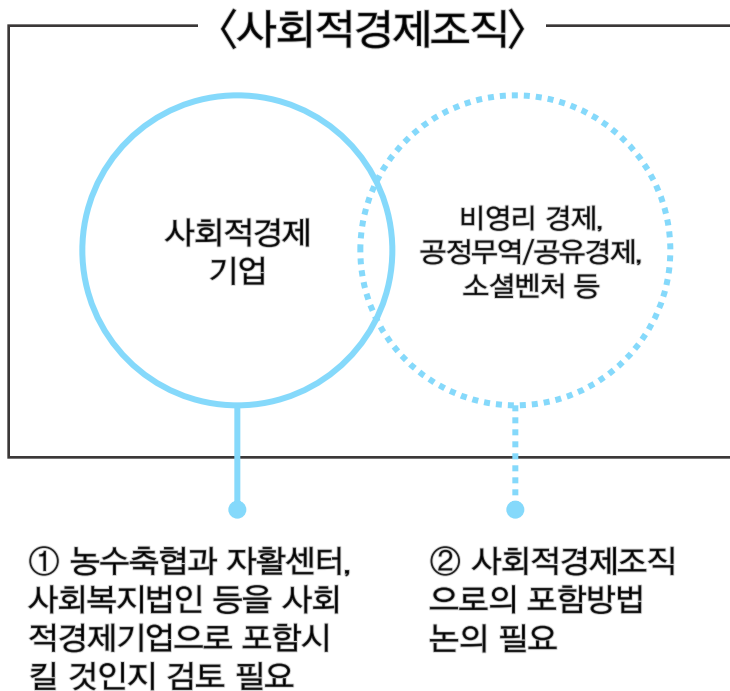 〈사회적경제조직〉
사회적경제
기업
비영리 경제,
공정무역/공유경제,
소셜벤처 등
① 농수축협과 자활센터,
사회복지법인 등을 사회
적경제기업으로 포함시
킬 것인지 검토 필요
② 사회적경제조직
으로의 포함방법
논의 필요